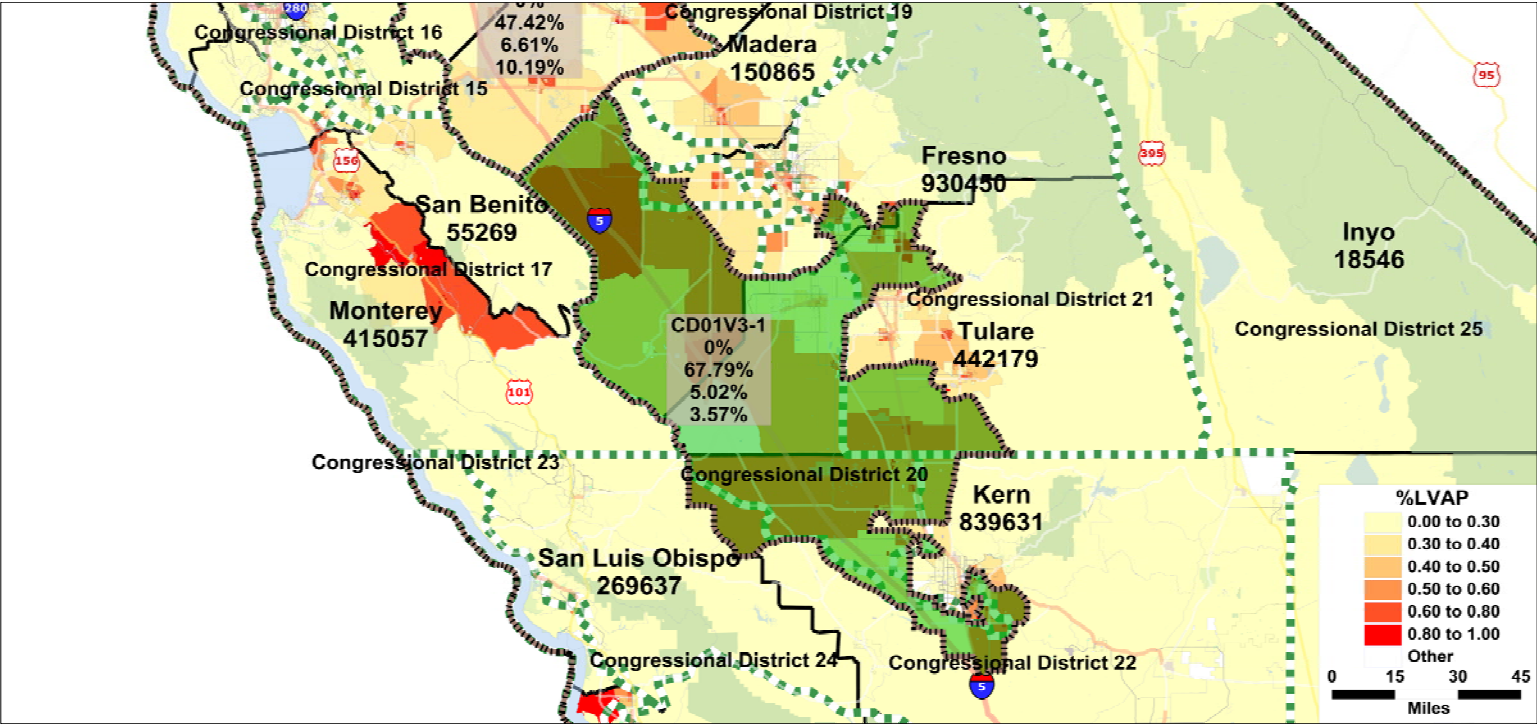 280
0%
47.42%
6.61%
10.19%
Congressional District 19
Congressional District 16
Madera
150865
95
Congressional District 15
156
395
Fresno
930450
San Benito
55269
5
Inyo
18546
Congressional District 17
Monterey
415057
Congressional District 21
Tulare
442179
Congressional District 25
CD01V3-1
0%
67.79%
5.02%
3.57%
101
Congressional District 23
Congressional District 20
Kern
839631
San Luis Obispo
269637
Congressional District 24
Congressional District 22
5
%LVAP
0.00 to 0.30
0.30 to 0.40
0.40 to 0.50
0.50 to 0.60
0.60 to 0.80
0.80 to 1.00
Other
0 15 30 45
Miles